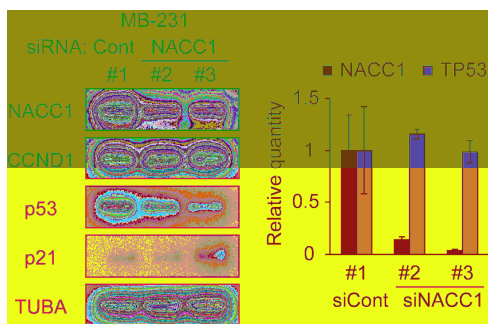 MB-231
siRNA: Cont NACC1
#1 #2 #3
NACC1
CCND1
p53
p21
TUBA
NACC1 TP53
Relative quantity
1.5
1
0.5
0
#1 #2 #3
siCont siNACC1